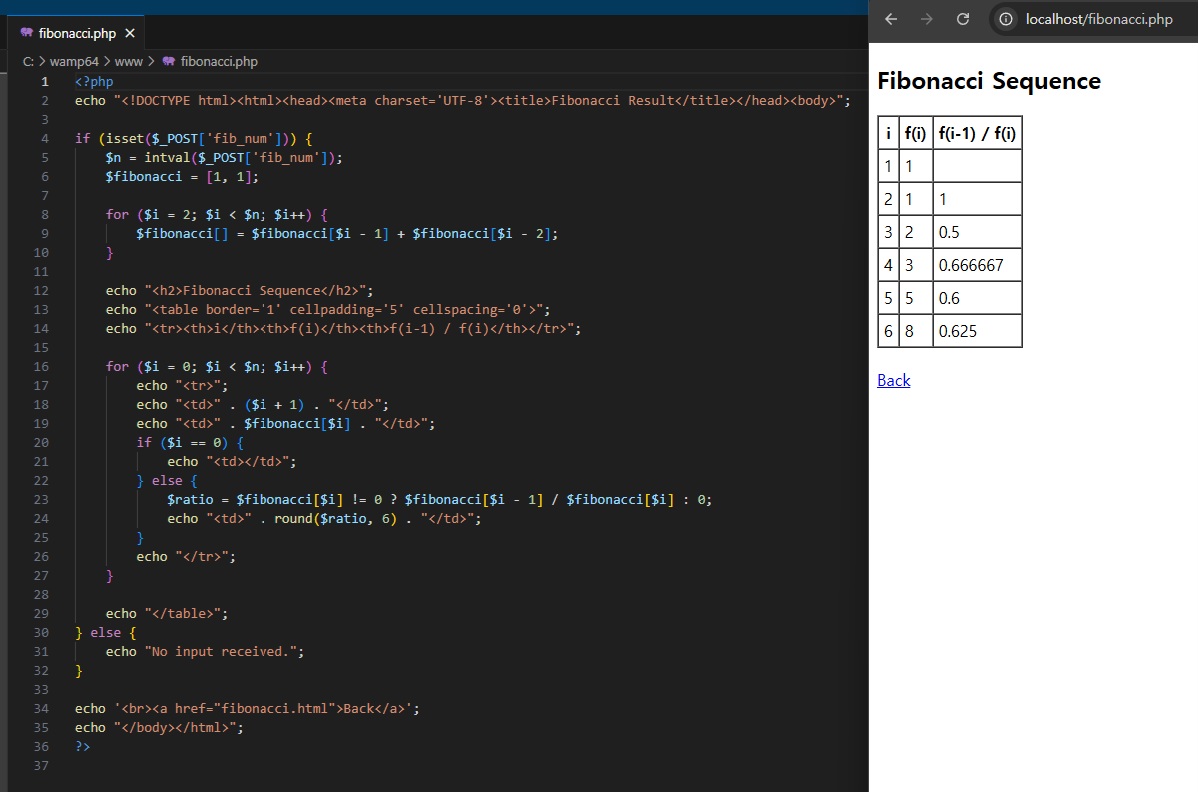 fibonacci.php
C: > wamp64 > www > fibonacci.php
1 <?php
2 echo "<!DOCTYPE html><html><head><meta charset='UTF-8'><title>Fibonacci Result</title></head><body>";
3
4 if (isset($_POST['fib_num'])) {
5     $n = intval($_POST['fib_num']);
6     $fibonacci = [1, 1];
7
8     for ($i = 2; $i < $n; $i++) {
9         $fibonacci[] = $fibonacci[$i - 1] + $fibonacci[$i - 2];
10     }
11
12     echo "<h2>Fibonacci Sequence</h2>";
13     echo "<table border='1' cellpadding='5' cellspacing='0'>";
14     echo "<tr><th>i</th><th>f(i)</th><th>f(i-1) / f(i)</th></tr>";
15
16     for ($i = 0; $i < $n; $i++) {
17         echo "<tr>";
18         echo "<td>" . ($i + 1) . "</td>";
19         echo "<td>" . $fibonacci[$i] . "</td>";
20         if ($i == 0) {
21             echo "<td></td>";
22         } else {
23             $ratio = $fibonacci[$i] != 0 ? $fibonacci[$i - 1] / $fibonacci[$i] : 0;
24             echo "<td>" . round($ratio, 6) . "</td>";
25         }
26         echo "</tr>";
27     }
28
29     echo "</table>";
30 } else {
31     echo "No input received.";
32 }
33
34 echo '<br><a href="fibonacci.html">Back</a>';
35 echo "</body></html>";
36 ?>
37
localhost/fibonacci.php
Fibonacci Sequence
i f(i) f(i-1) / f(i)
1 1
2 1 1
3 2 0.5
4 3 0.666667
5 5 0.6
6 8 0.625
Back